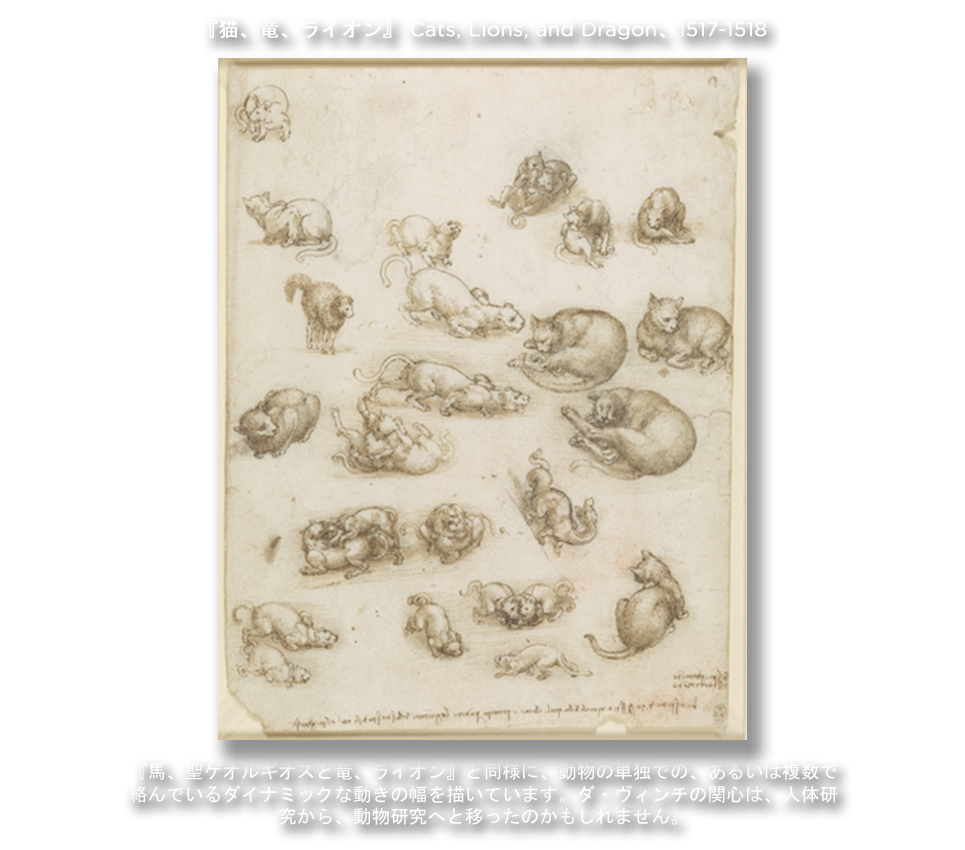 『猫、竜、ライオン』 Cats, Lions, and Dragon、1517-1518
『馬、聖ゲオルギオスと竜、ライオン』と同様に、動物の単独での、あるいは複数で
絡んでいるダイナミックな動きの幅を描いています。ダ・ヴィンチの関心は、人体研
究から、動物研究へと移ったのかもしれません。